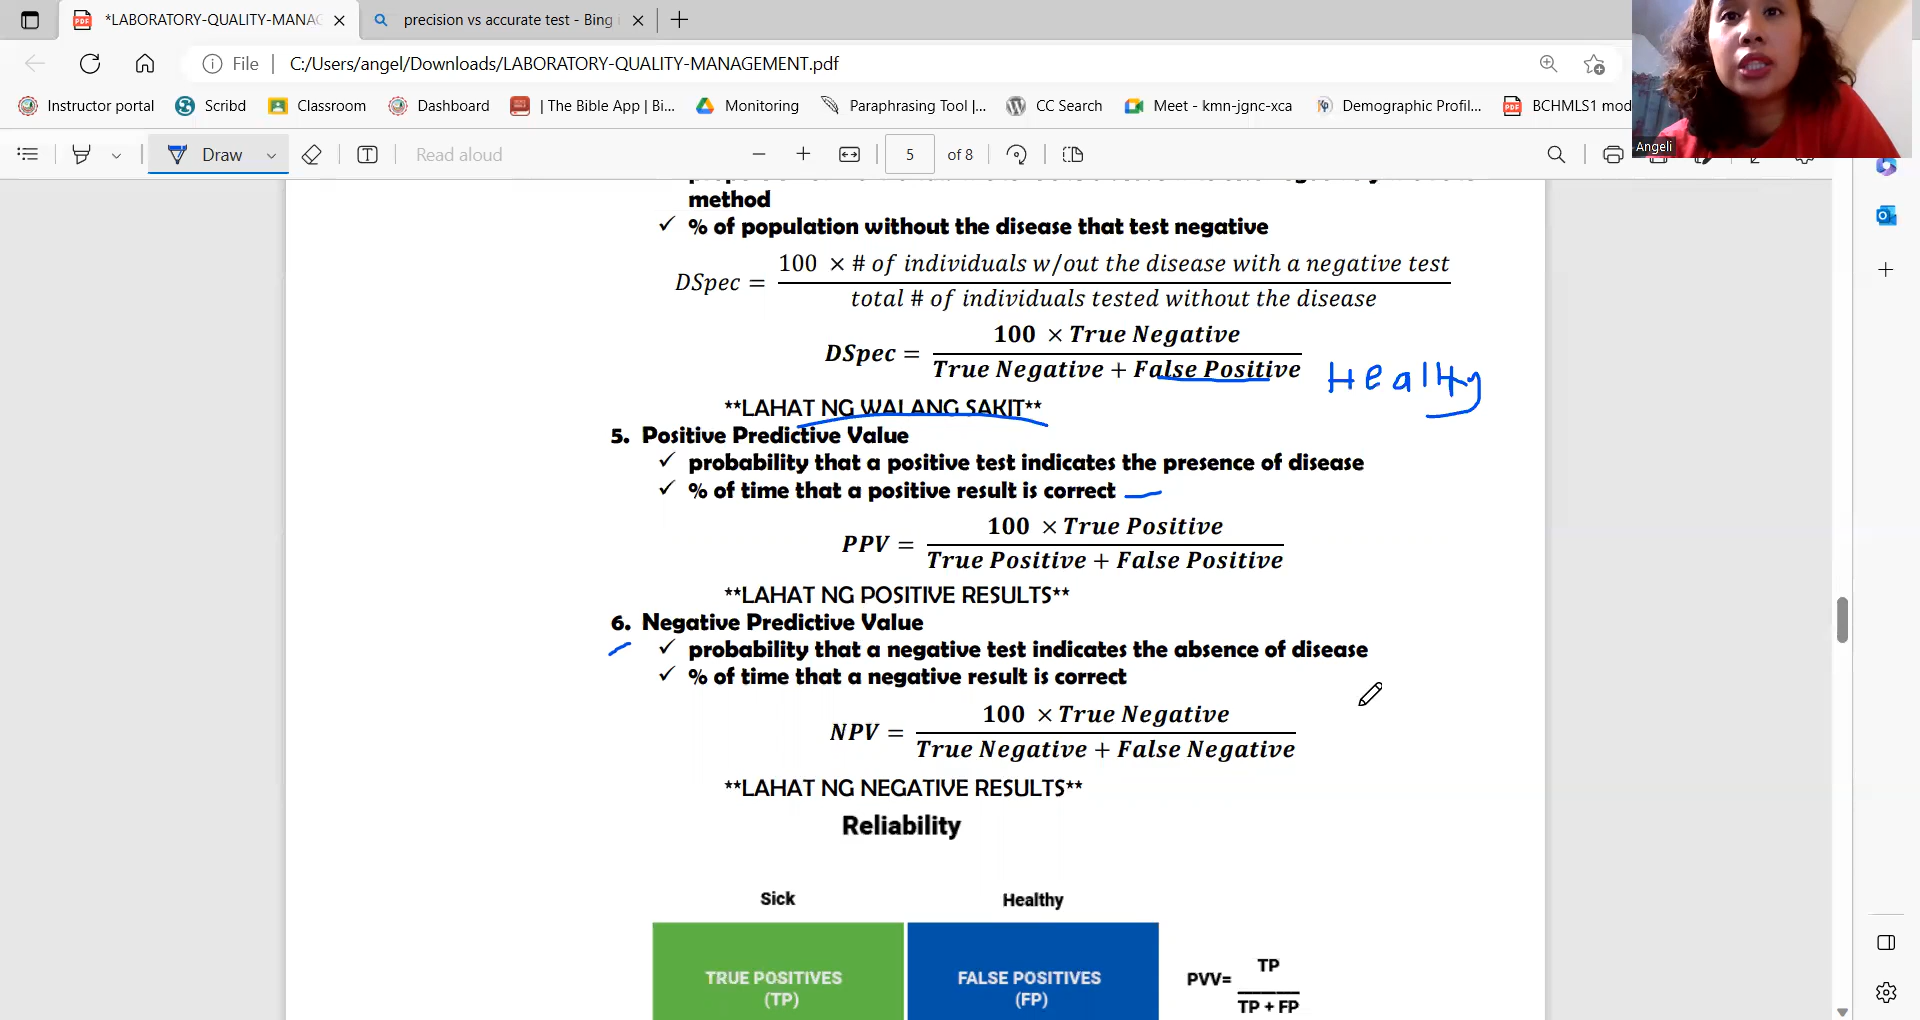 *LABORATORY-QUALITY-MANAG
precision vs accurate test - Bing i
File
C:/Users/angel/Downloads/LABORATORY-QUALITY-MANAGEMENT.pdf
Instructor portal
Scribd
Classroom
Dashboard
| The Bible App | Bi...
Monitoring
Paraphrasing Tool |...
CC Search
Meet - kmn-jgnc-xca
Demographic Profil...
BCHMLS1 mod
Angeli
Draw
Read aloud
5 of 8
method
✓ % of population without the disease that test negative
DSpec = 100 × # of individuals w/out the disease with a negative test
total # of individuals tested without the disease
DSpec = 100 × True Negative
True Negative + False Positive
Healthy
**LAHAT NG WALANG SAKIT**
5. Positive Predictive Value
✓ probability that a positive test indicates the presence of disease
✓ % of time that a positive result is correct
PPV = 100 × True Positive
True Positive + False Positive
**LAHAT NG POSITIVE RESULTS**
6. Negative Predictive Value
✓ probability that a negative test indicates the absence of disease
✓ % of time that a negative result is correct
NPV = 100 × True Negative
True Negative + False Negative
**LAHAT NG NEGATIVE RESULTS**
Reliability
Sick
Healthy
TRUE POSITIVES
(TP)
FALSE POSITIVES
(FP)
PVV= TP
TP + FP